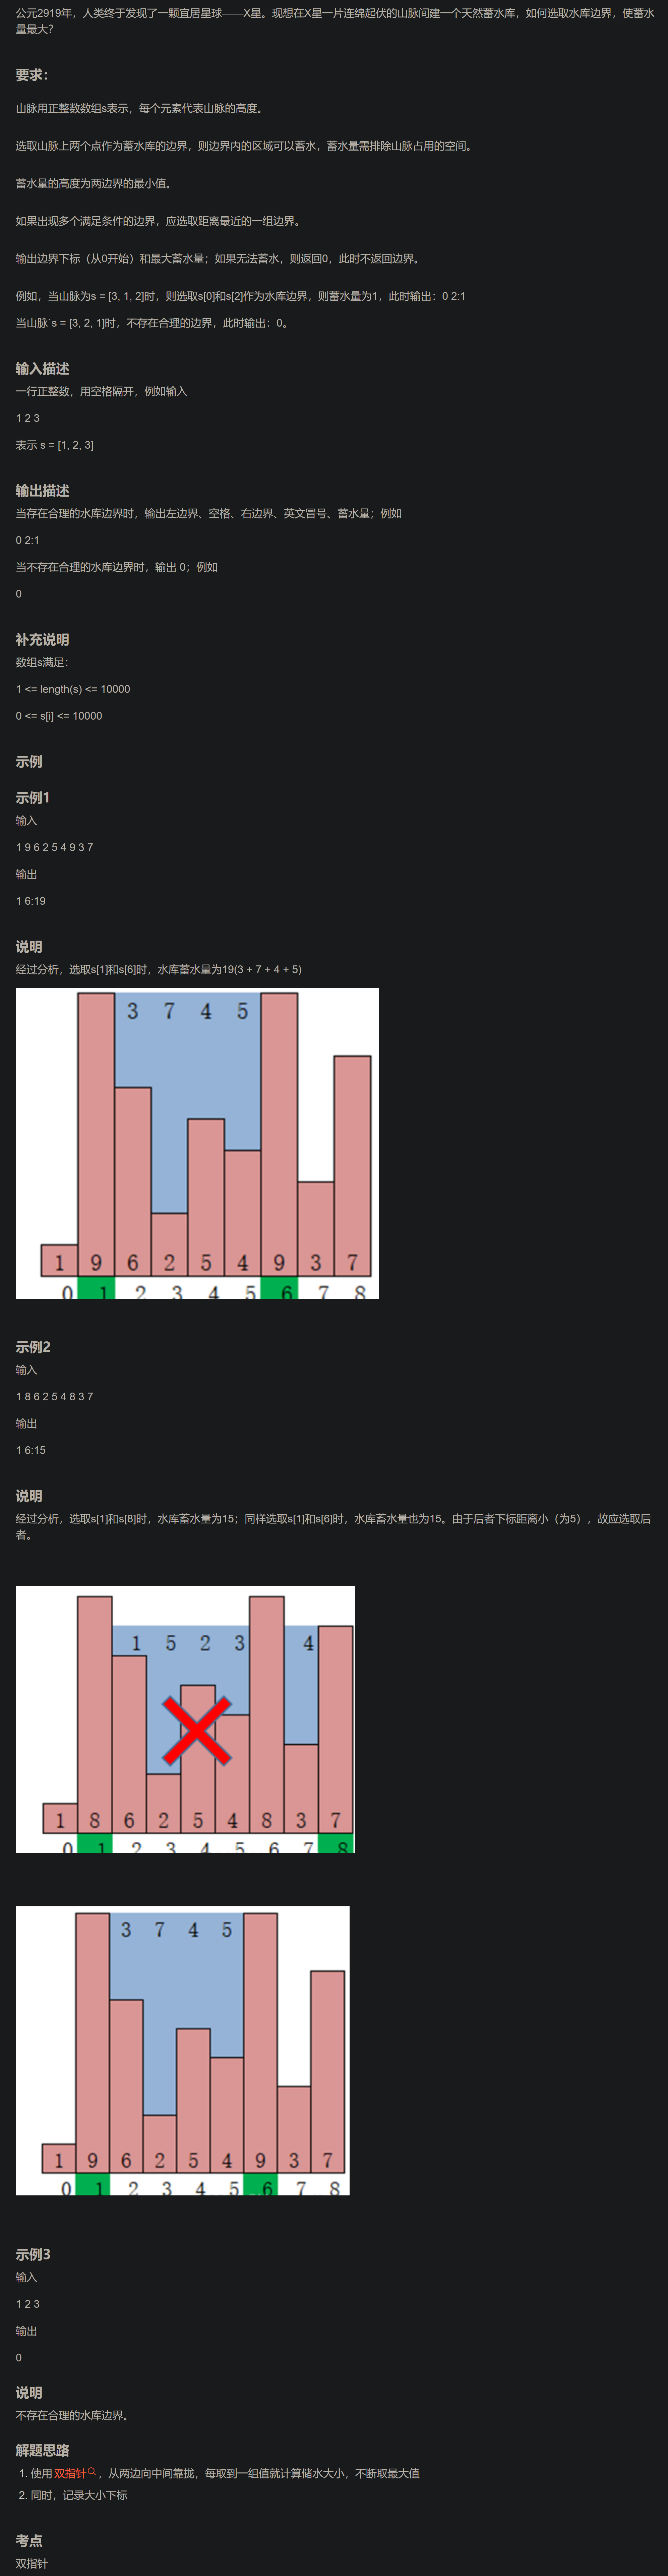 公元2919年，人类终于发现了一颗宜居星球——X星。现想在X星一片连绵起伏的山脉间建一个天然蓄水库，如何选取水库边界，使蓄水
量最大？
要求：
山脉用正整数数组s表示，每个元素代表山脉的高度。
选取山脉上两个点作为蓄水库的边界，则边界内的区域可以蓄水，蓄水量需排除山脉占用的空间。
蓄水量的高度为两边界的最小值。
如果出现多个满足条件的边界，应选取距离最近的一组边界。
输出边界下标（从0开始）和最大蓄水量；如果无法蓄水，则返回0，此时不返回边界。
例如，当山脉为s = [3, 1, 2]时，则选取s[0]和s[2]作为水库边界，则蓄水量为1，此时输出：0 2:1
当山脉`s = [3, 2, 1]时，不存在合理的边界，此时输出：0。
输入描述
一行正整数，用空格隔开，例如输入
1 2 3
表示 s = [1, 2, 3]
输出描述
当存在合理的水库边界时，输出左边界、空格、右边界、英文冒号、蓄水量；例如
0 2:1
当不存在合理的水库边界时，输出 0；例如
0
补充说明
数组s满足：
1 <= length(s) <= 10000
0 <= s[i] <= 10000
示例
示例1
输入
1 9 6 2 5 4 9 3 7
输出
1 6:19
说明
经过分析，选取s[1]和s[6]时，水库蓄水量为19(3 + 7 + 4 + 5)
3 7 4 5
1 9 6 2 5 4 9 3 7
0 1 2 3 4 5 6 7 8
示例2
输入
1 8 6 2 5 4 8 3 7
输出
1 6:15
说明
经过分析，选取s[1]和s[8]时，水库蓄水量为15；同样选取s[1]和s[6]时，水库蓄水量也为15。由于后者下标距离小（为5），故应选取后
者。
1 5 2 3 4
1 8 6 2 5 4 8 3 7
0 1 2 3 4 5 6 7 8
3 7 4 5
1 9 6 2 5 4 9 3 7
0 1 2 3 4 5 6 7 8
示例3
输入
1 2 3
输出
0
说明
不存在合理的水库边界。
解题思路
1. 使用双指针，从两边向中间靠拢，每取到一组值就计算储水大小，不断取最大值
2. 同时，记录大小下标
考点
双指针